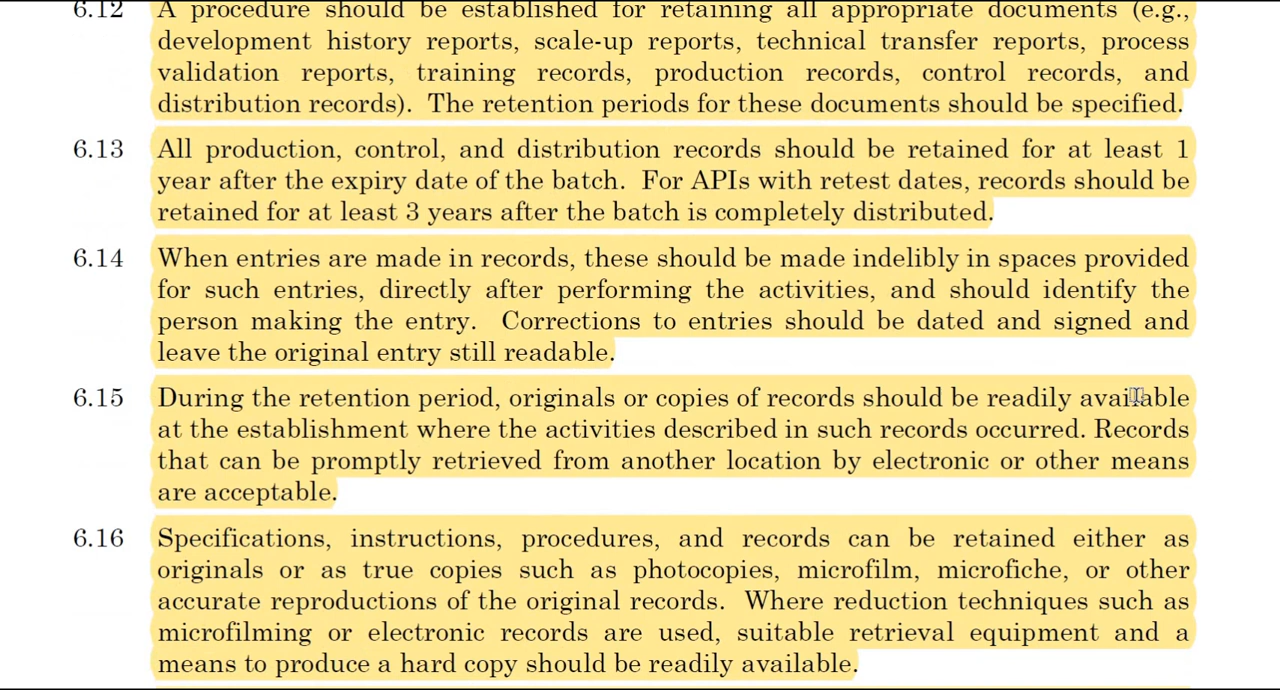 6.12 A procedure should be established for retaining all appropriate documents (e.g.,
development history reports, scale-up reports, technical transfer reports, process
validation reports, training records, production records, control records, and
distribution records). The retention periods for these documents should be specified.
6.13 All production, control, and distribution records should be retained for at least 1
year after the expiry date of the batch. For APIs with retest dates, records should be
retained for at least 3 years after the batch is completely distributed.
6.14 When entries are made in records, these should be made indelibly in spaces provided
for such entries, directly after performing the activities, and should identify the
person making the entry. Corrections to entries should be dated and signed and
leave the original entry still readable.
6.15 During the retention period, originals or copies of records should be readily available
at the establishment where the activities described in such records occurred. Records
that can be promptly retrieved from another location by electronic or other means
are acceptable.
6.16 Specifications, instructions, procedures, and records can be retained either as
originals or as true copies such as photocopies, microfilm, microfiche, or other
accurate reproductions of the original records. Where reduction techniques such as
microfilming or electronic records are used, suitable retrieval equipment and a
means to produce a hard copy should be readily available.